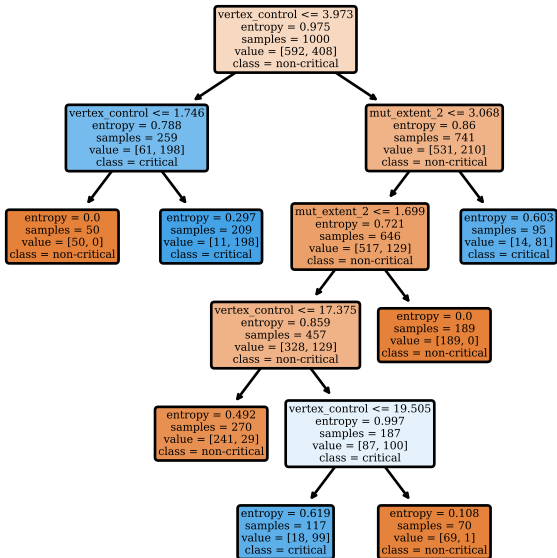 vertex_control <= 3.973
entropy = 0.975
samples = 1000
value = [592, 408]
class = non-critical
vertex_control <= 1.746
entropy = 0.788
samples = 259
value = [61, 198]
class = critical
mut_extent_2 <= 3.068
entropy = 0.86
samples = 741
value = [531, 210]
class = non-critical
entropy = 0.0
samples = 50
value = [50, 0]
class = non-critical
entropy = 0.297
samples = 209
value = [11, 198]
class = critical
mut_extent_2 <= 1.699
entropy = 0.721
samples = 646
value = [517, 129]
class = non-critical
entropy = 0.603
samples = 95
value = [14, 81]
class = critical
vertex_control <= 17.375
entropy = 0.859
samples = 457
value = [328, 129]
class = non-critical
entropy = 0.0
samples = 189
value = [189, 0]
class = non-critical
entropy = 0.492
samples = 270
value = [241, 29]
class = non-critical
vertex_control <= 19.505
entropy = 0.997
samples = 187
value = [87, 100]
class = critical
entropy = 0.619
samples = 117
value = [18, 99]
class = critical
entropy = 0.108
samples = 70
value = [69, 1]
class = non-critical